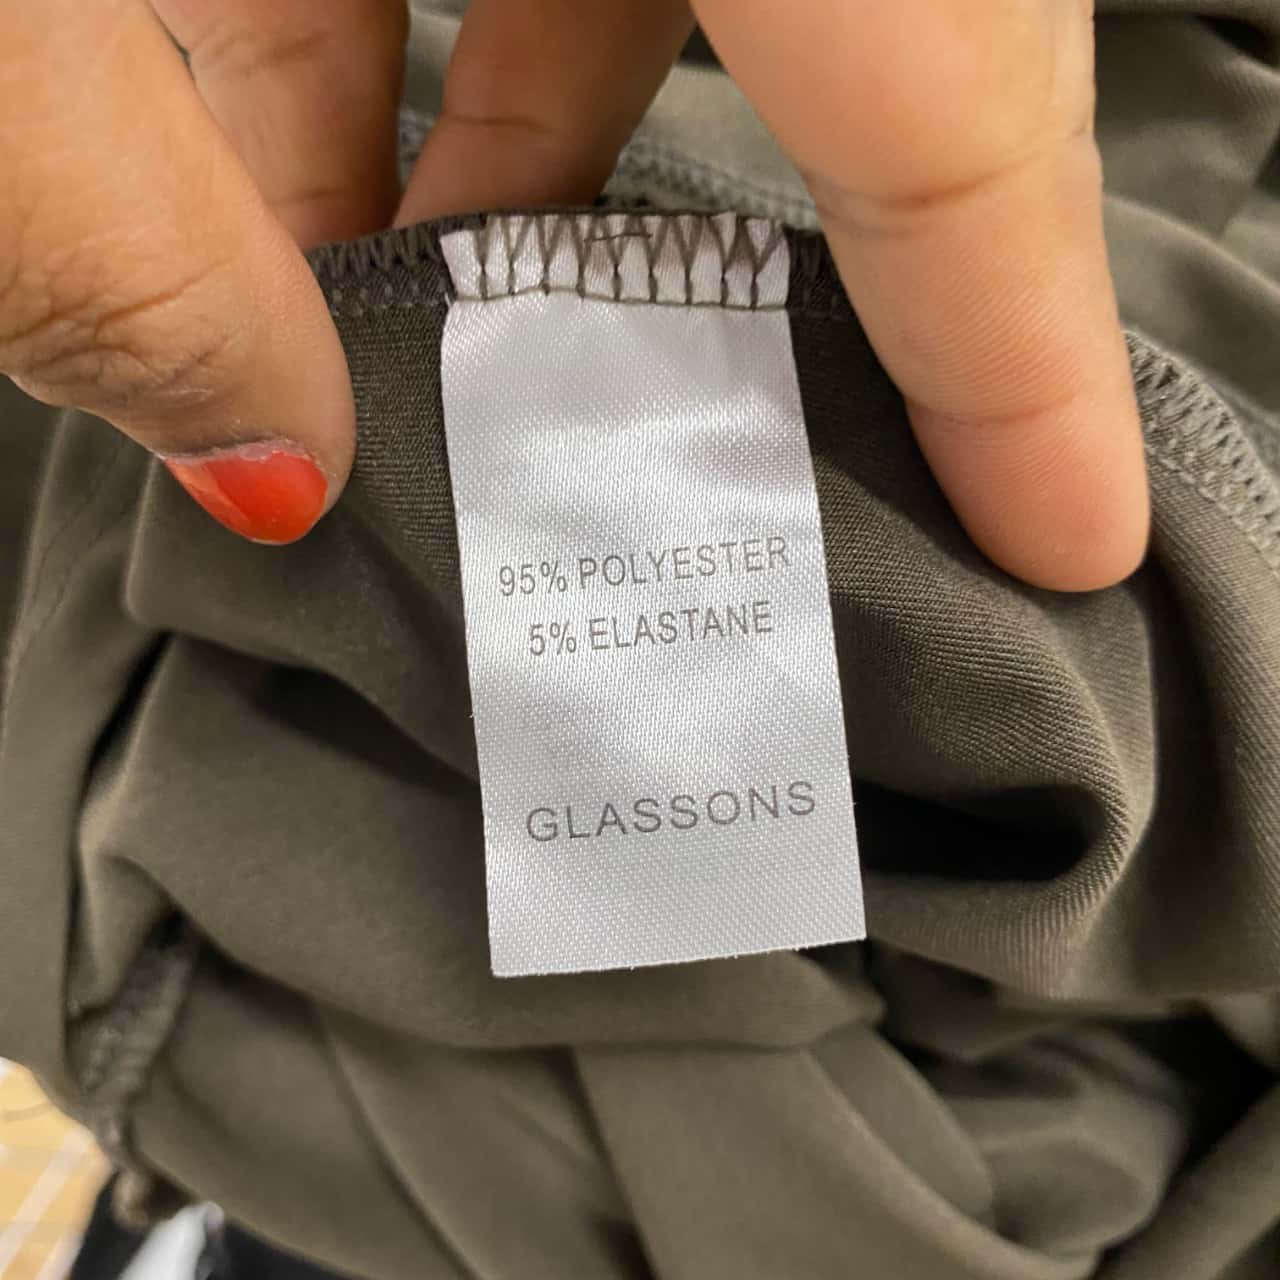 95% POLYESTER
5% ELASTANE
GLASSONS